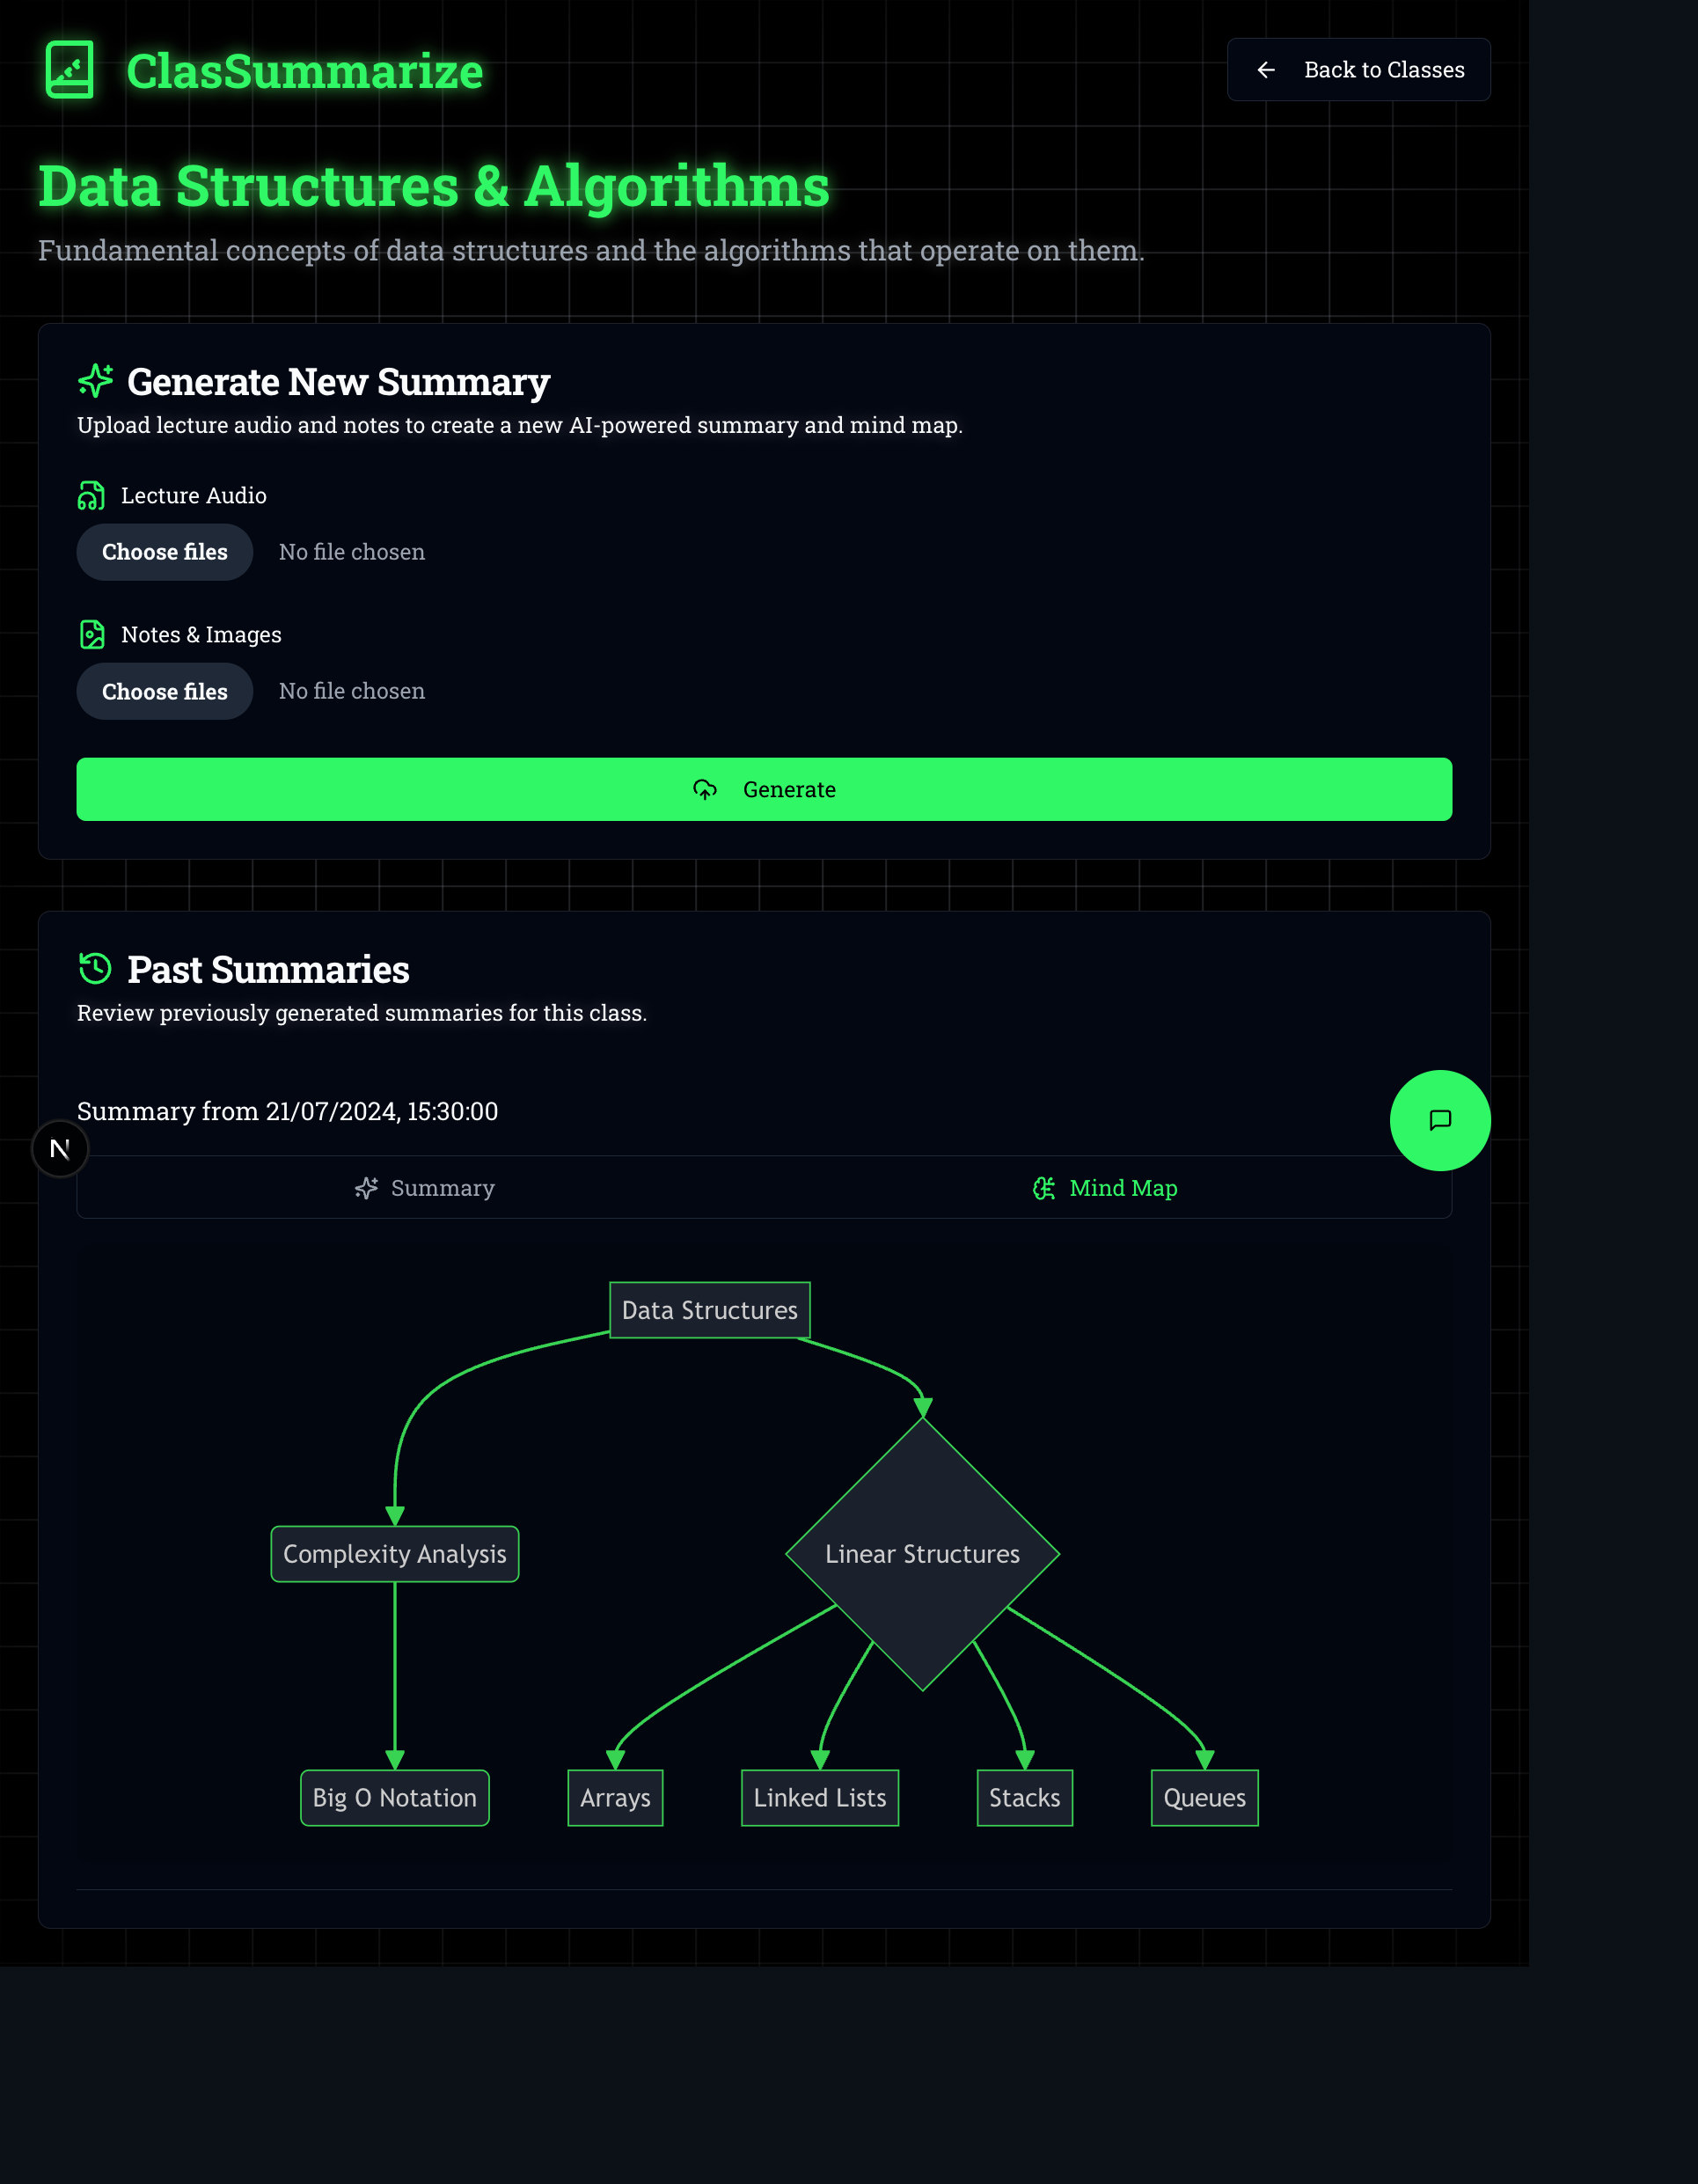 ClasSummarize
Back to Classes
Data Structures & Algorithms
Fundamental concepts of data structures and the algorithms that operate on them.
Generate New Summary
Upload lecture audio and notes to create a new AI-powered summary and mind map.
Lecture Audio
Choose files No file chosen
Notes & Images
Choose files No file chosen
Generate
Past Summaries
Review previously generated summaries for this class.
Summary from 21/07/2024, 15:30:00
N
Summary
Mind Map
Data Structures
Complexity Analysis
Linear Structures
Big O Notation
Arrays
Linked Lists
Stacks
Queues